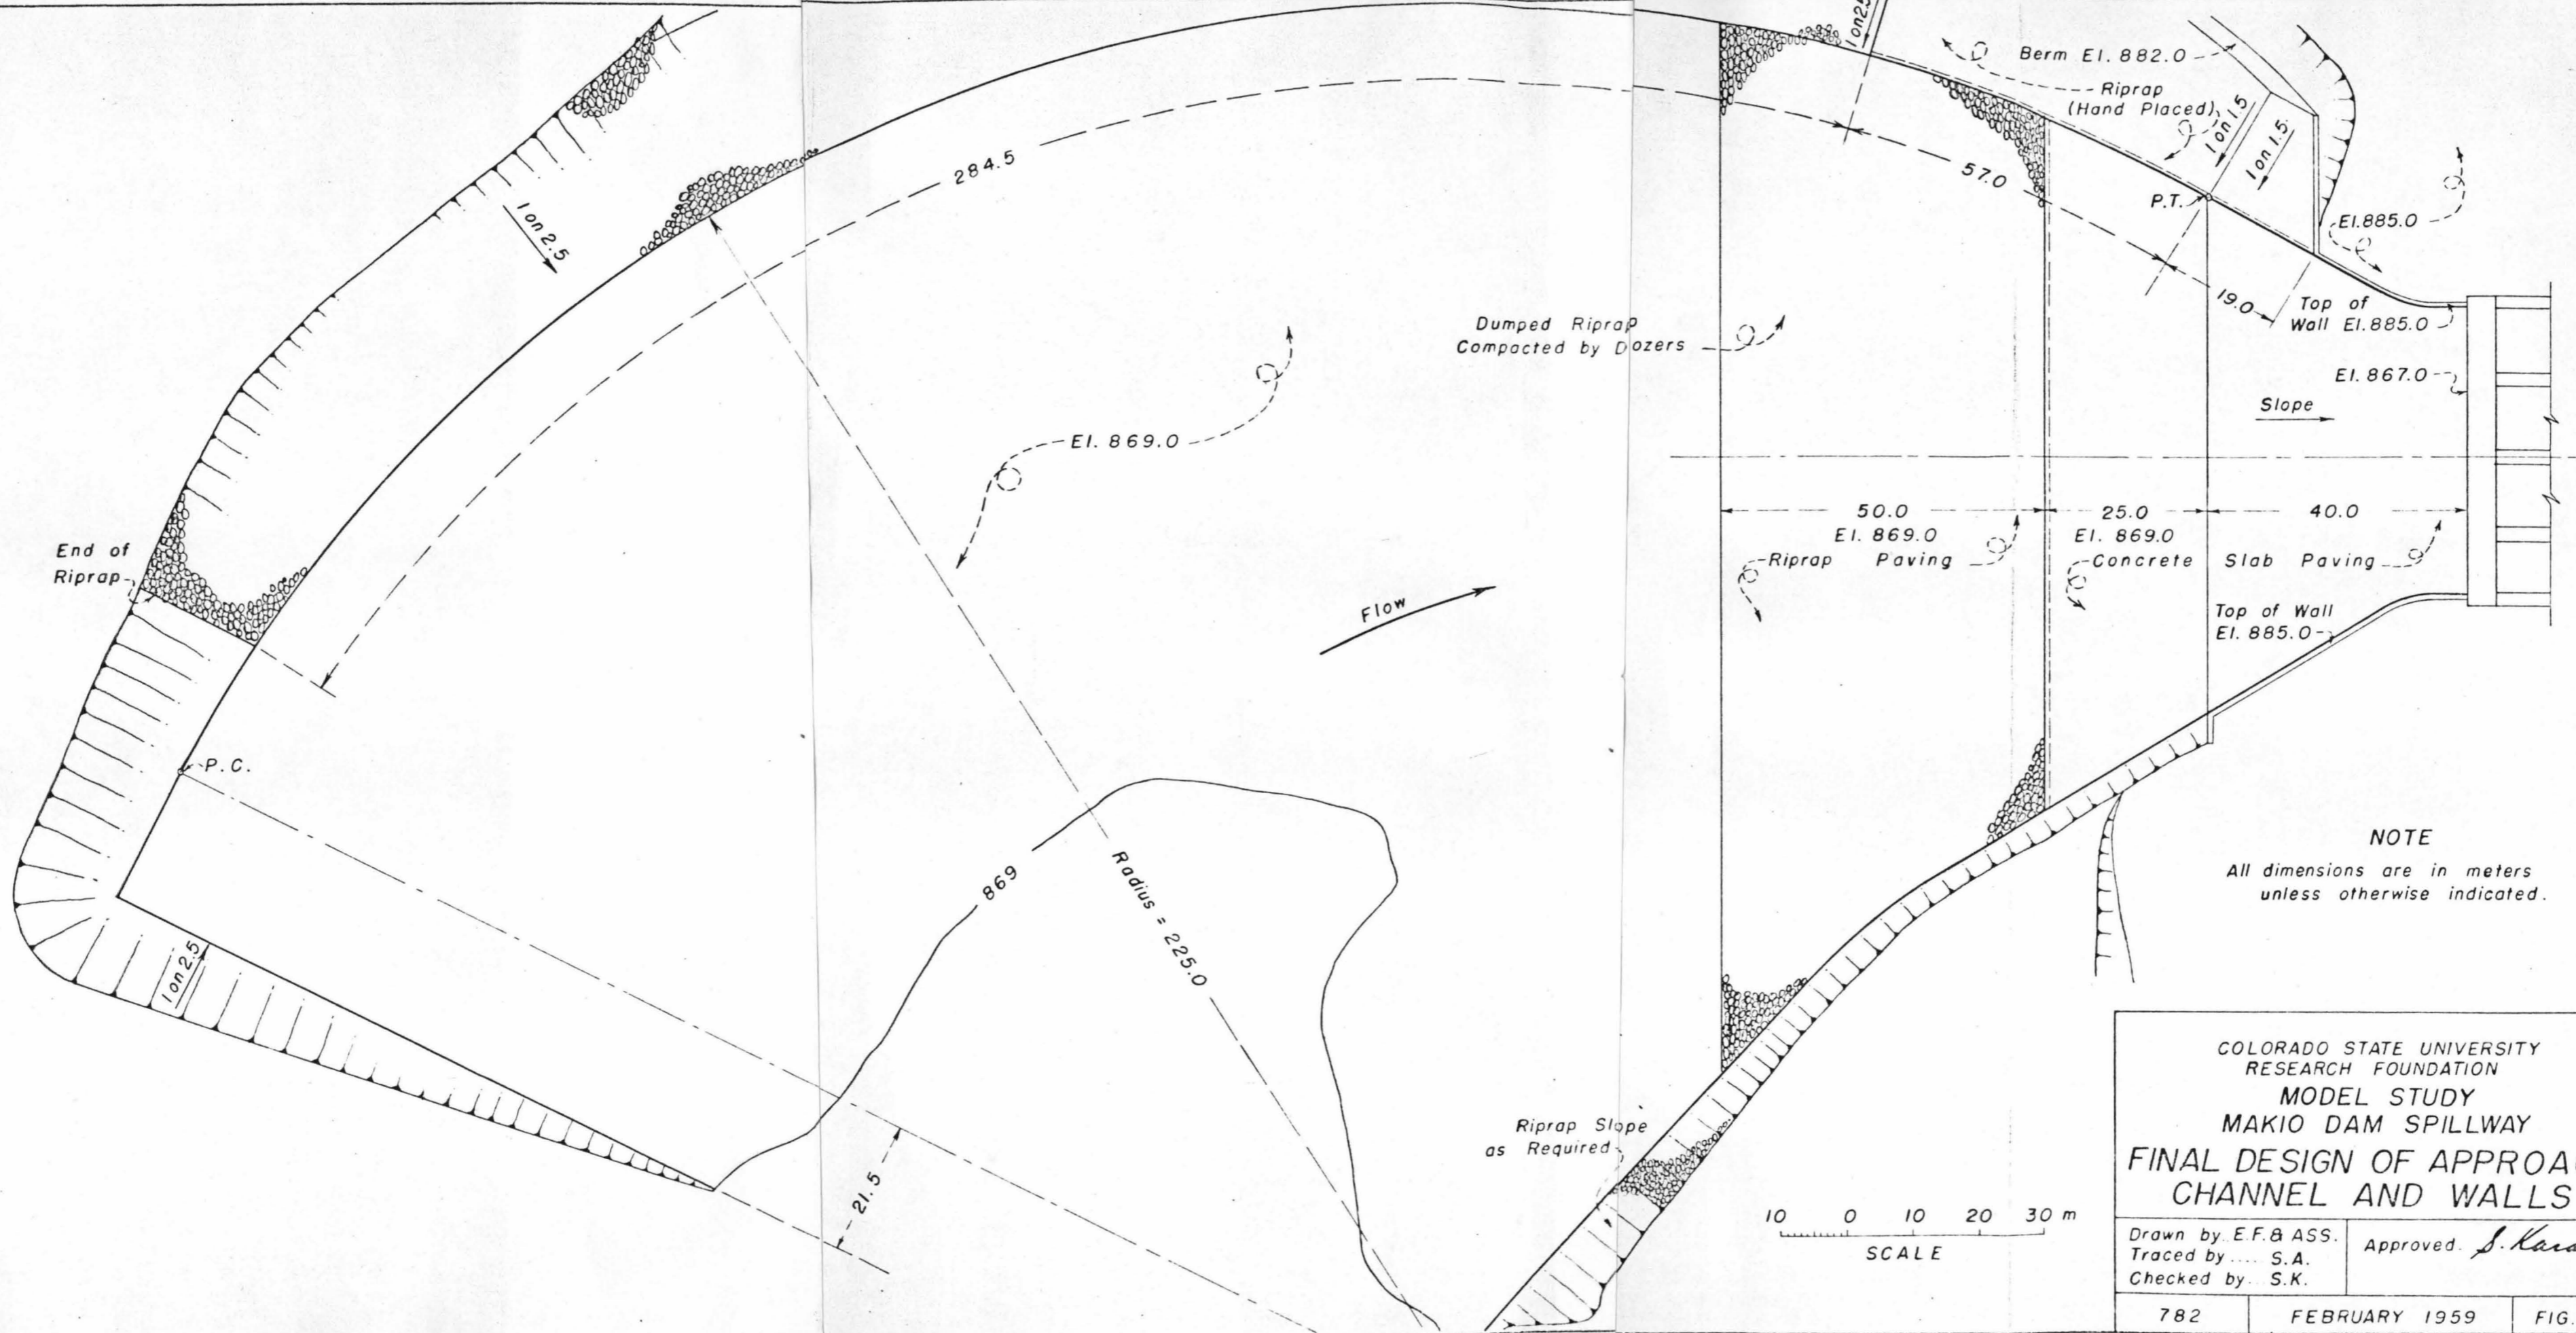 1 on 2.5
Berm El. 882.0
Riprap
(Hand Placed)
1 on 1.5
1 on 1.5
284.5
57.0
P.T.
El. 885.0
1 on 2.5
19.0
Top of
Wall El. 885.0
Dumped Riprap
Compacted by Dozers
El. 867.0
Slope
El. 869.0
50.0
25.0
40.0
El. 869.0
El. 869.0
Riprap Paving
Concrete Slab Paving
End of
Riprap
Flow
Top of Wall
El. 885.0
P.C.
869
Radius = 225.0
NOTE
All dimensions are in meters
unless otherwise indicated.
1 on 2.5
Riprap Slope
as Required
21.5
10 0 10 20 30 m
SCALE
COLORADO STATE UNIVERSITY
RESEARCH FOUNDATION
MODEL STUDY
MAKIO DAM SPILLWAY
FINAL DESIGN OF APPROA
CHANNEL AND WALLS
Drawn by E.F. & ASS.
Traced by .... S.A.
Checked by S.K.
Approved. S. Kara
782
FEBRUARY 1959
FIG.